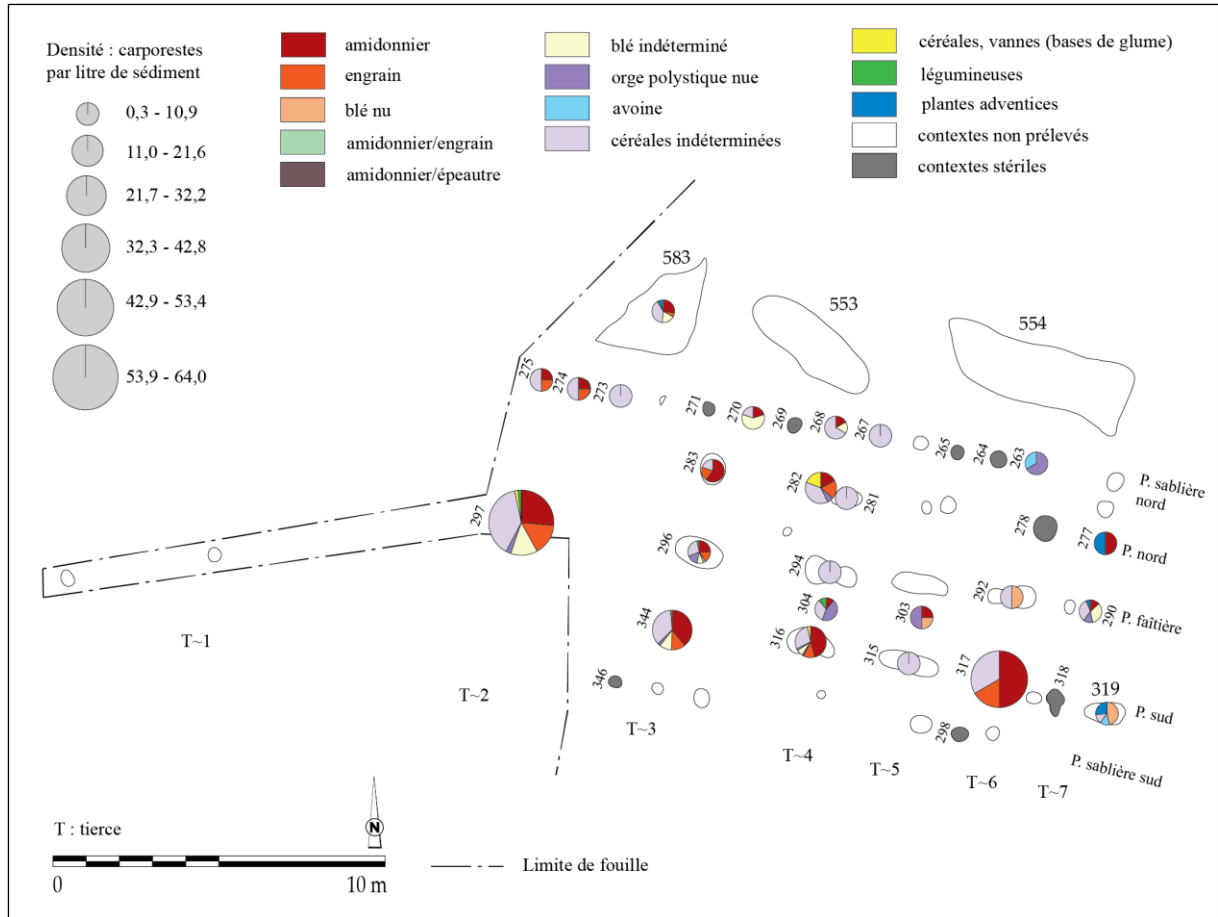 Densité : carporestes
par litre de sédiment
0,3 - 10,9
11,0 - 21,6
21,7 - 32,2
32,3 - 42,8
42,9 - 53,4
53,9 - 64,0
amidonnier
engrain
blé nu
amidonnier/engrain
amidonnier/épeautre
blé indéterminé
orge polystique nue
avoine
céréales indéterminées
céréales, vannes (bases de glume)
légumineuses
plantes adventices
contextes non prélevés
contextes stériles
583
553
554
275
274
273
271
270
269
268
267
265
264
263
P. sablière
nord
283
282
281
278
277
P. nord
297
296
294
292
290
P. faîtière
304
303
344
316
315
317
318
319
P. sud
346
298
P. sablière sud
T~1
T~2
T~3
T~4
T~5
T~6
T~7
T : tierce
N
0
10 m
Limite de fouille